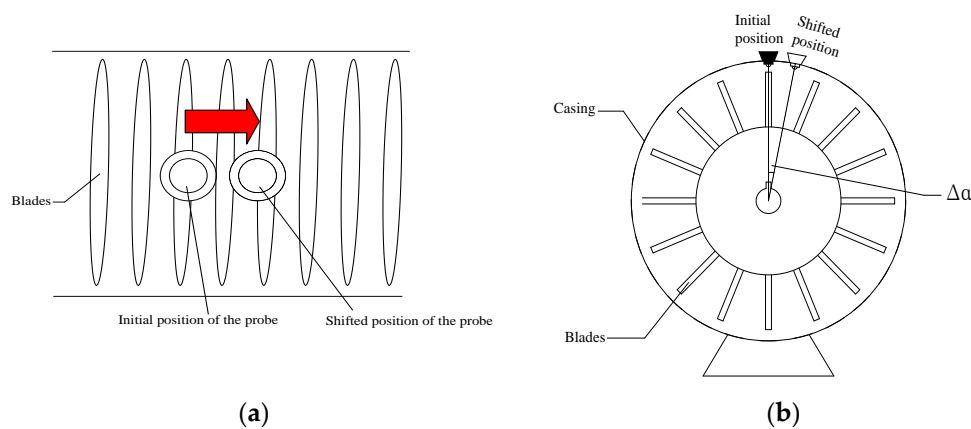 Blades
Initial position of the probe
Shifted position of the probe
(a)
Initial
position
Shifted
position
Casing
Δα
Blades
(b)